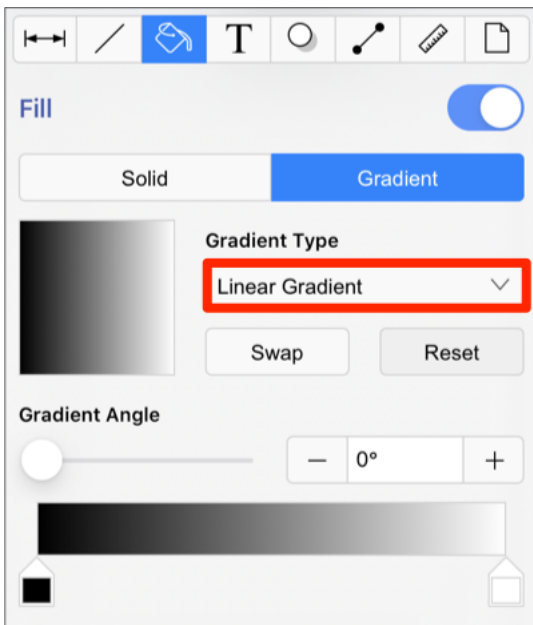 T
Fill
Solid Gradient
Gradient Type
Linear Gradient
Swap Reset
Gradient Angle
— 0° +